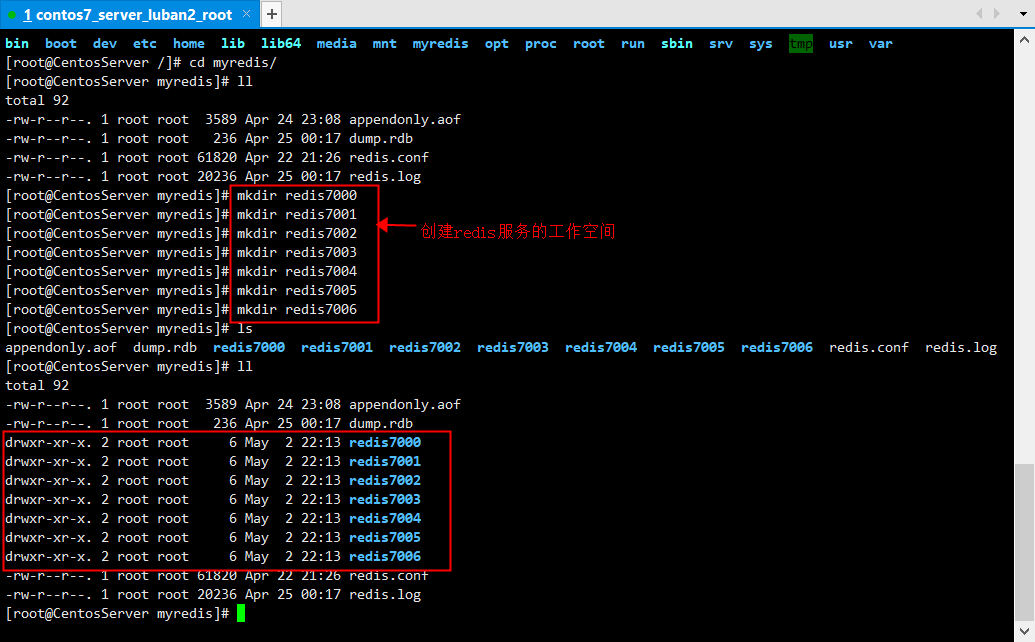 1 contos7_server_luban2_root × +
bin boot dev etc home lib lib64 media mnt myredis opt proc root run sbin srv sys tmp usr var
[root@CentosServer /]# cd myredis/
[root@CentosServer myredis]# ll
total 92
-rw-r--r--. 1 root root  3589 Apr 24 23:08 appendonly.aof
-rw-r--r--. 1 root root   236 Apr 25 00:17 dump.rdb
-rw-r--r--. 1 root root 61820 Apr 22 21:26 redis.conf
-rw-r--r--. 1 root root 20236 Apr 25 00:17 redis.log
[root@CentosServer myredis]# mkdir redis7000
[root@CentosServer myredis]# mkdir redis7001
[root@CentosServer myredis]# mkdir redis7002
创建redis服务的工作空间
[root@CentosServer myredis]# mkdir redis7003
[root@CentosServer myredis]# mkdir redis7004
[root@CentosServer myredis]# mkdir redis7005
[root@CentosServer myredis]# mkdir redis7006
[root@CentosServer myredis]# ls
appendonly.aof dump.rdb redis7000 redis7001 redis7002 redis7003 redis7004 redis7005 redis7006 redis.conf redis.log
[root@CentosServer myredis]# ll
total 92
-rw-r--r--. 1 root root  3589 Apr 24 23:08 appendonly.aof
-rw-r--r--. 1 root root   236 Apr 25 00:17 dump.rdb
drwxr-xr-x. 2 root root     6 May  2 22:13 redis7000
drwxr-xr-x. 2 root root     6 May  2 22:13 redis7001
drwxr-xr-x. 2 root root     6 May  2 22:13 redis7002
drwxr-xr-x. 2 root root     6 May  2 22:13 redis7003
drwxr-xr-x. 2 root root     6 May  2 22:13 redis7004
drwxr-xr-x. 2 root root     6 May  2 22:13 redis7005
drwxr-xr-x. 2 root root     6 May  2 22:13 redis7006
-rw-r--r--. 1 root root 61820 Apr 22 21:26 redis.conf
-rw-r--r--. 1 root root 20236 Apr 25 00:17 redis.log
[root@CentosServer myredis]#